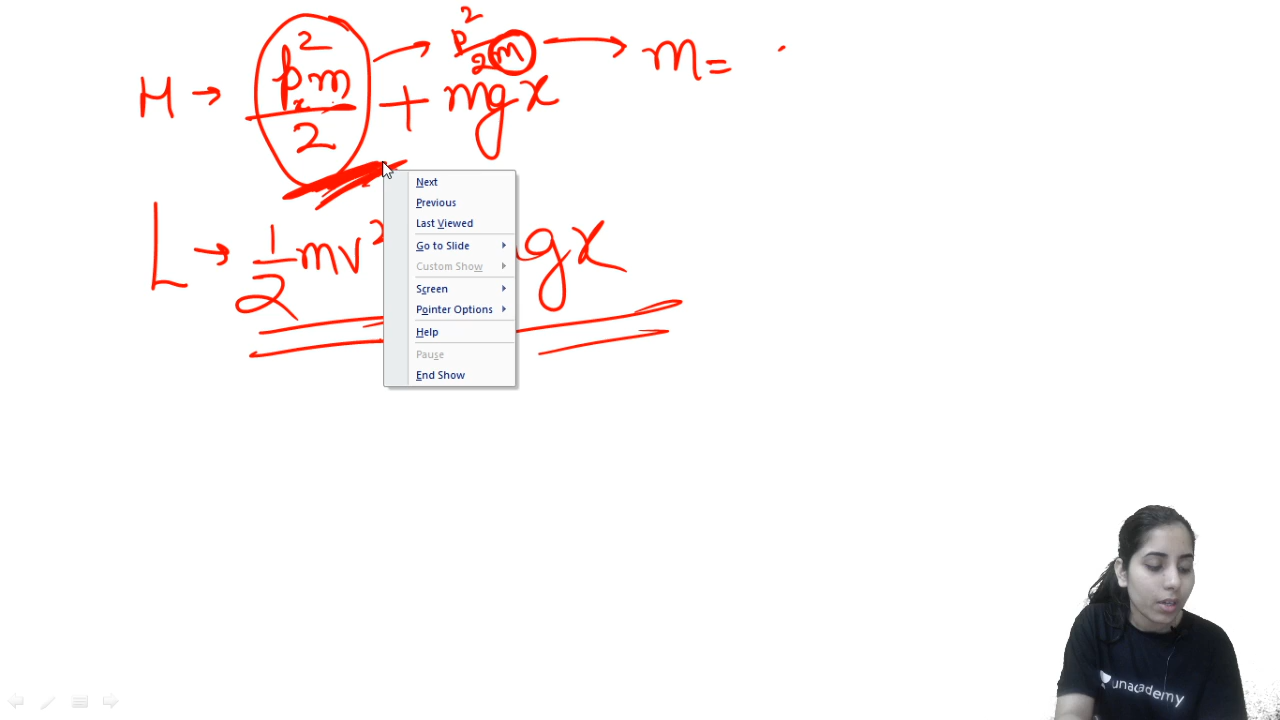 H → p²ₓm/2 + mgx
p²/2m → m =
L → 1/2 mv² gx
Next
Previous
Last Viewed
Go to Slide
Custom Show
Screen
Pointer Options
Help
Pause
End Show
unacademy